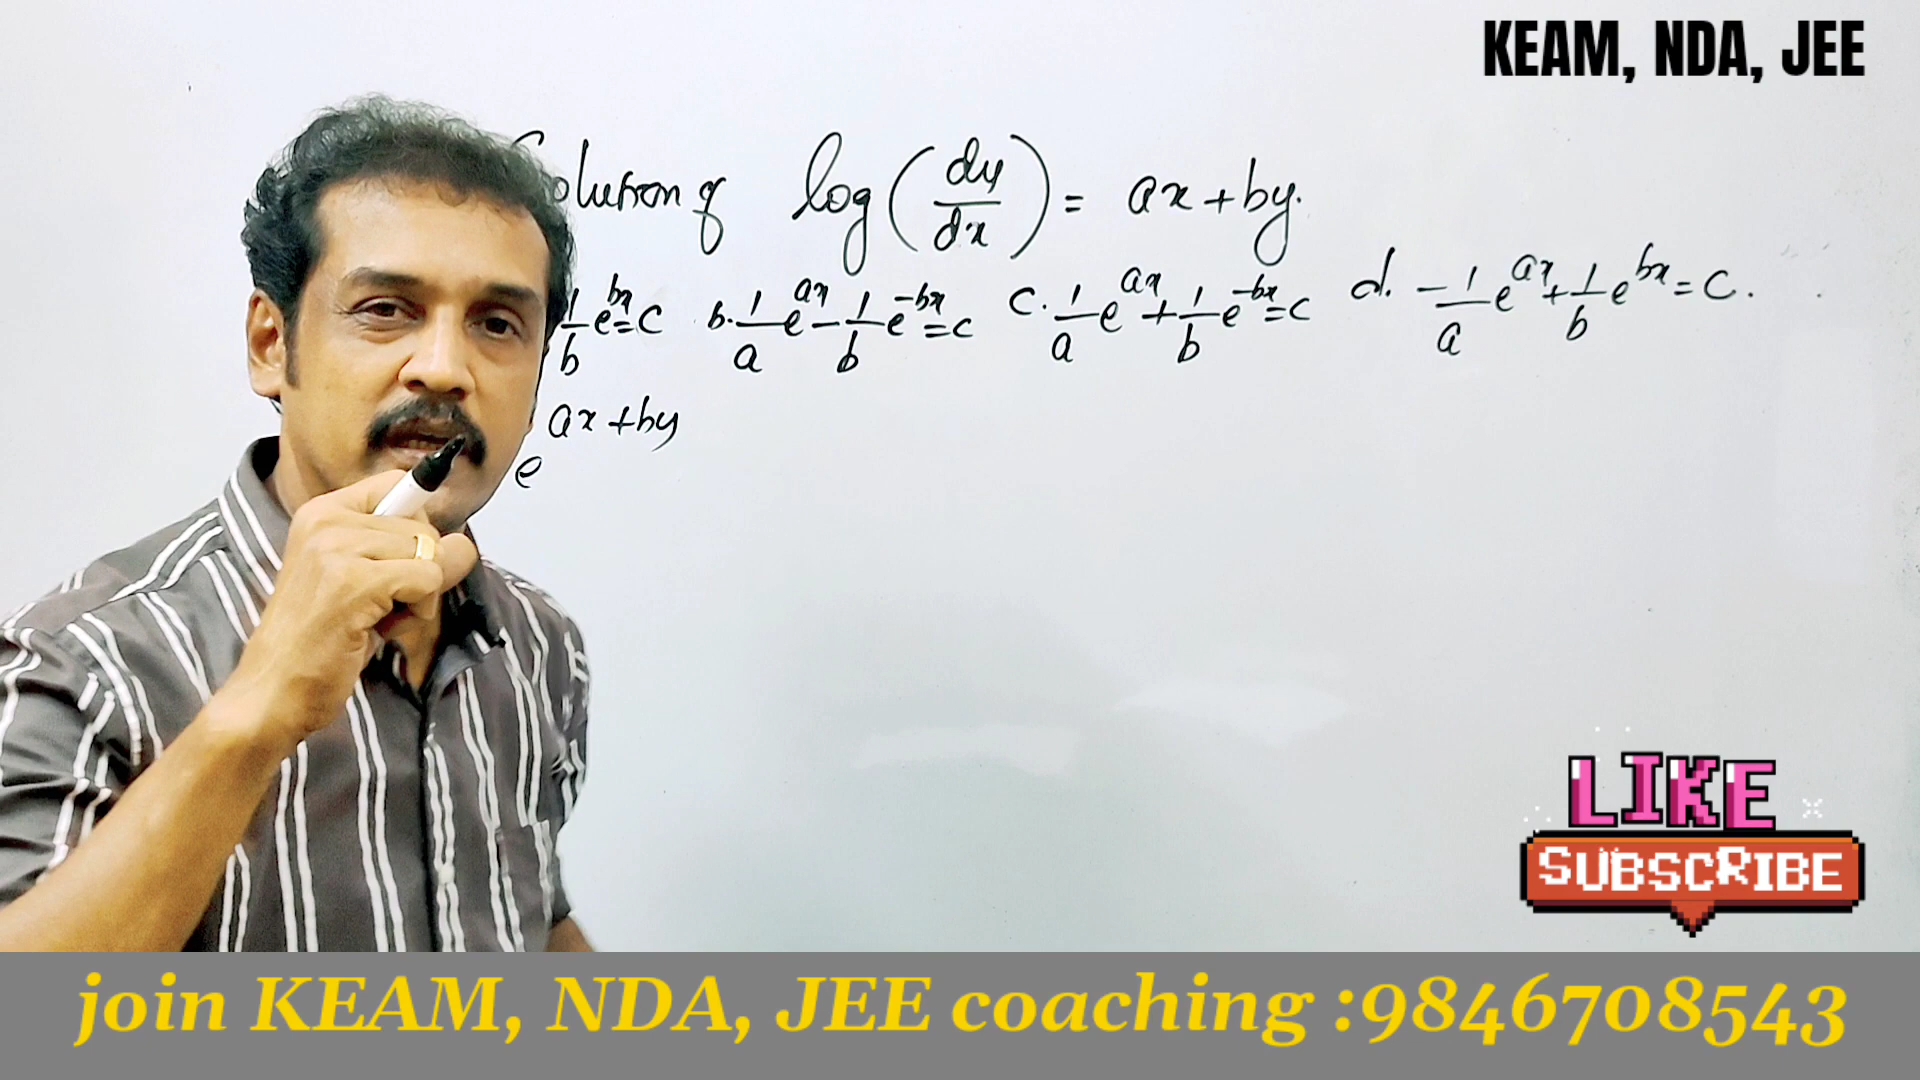 KEAM, NDA, JEE
Solution of log(dy/dx) = ax+by.
1/b e^bx=c b. 1/a e^ax - 1/b e^-bx=c c. 1/a e^ax + 1/b e^-bx=c d. -1/a e^ax + 1/b e^bx=c.
e^ax+by
LIKE
SUBSCRIBE
join KEAM, NDA, JEE coaching :9846708543